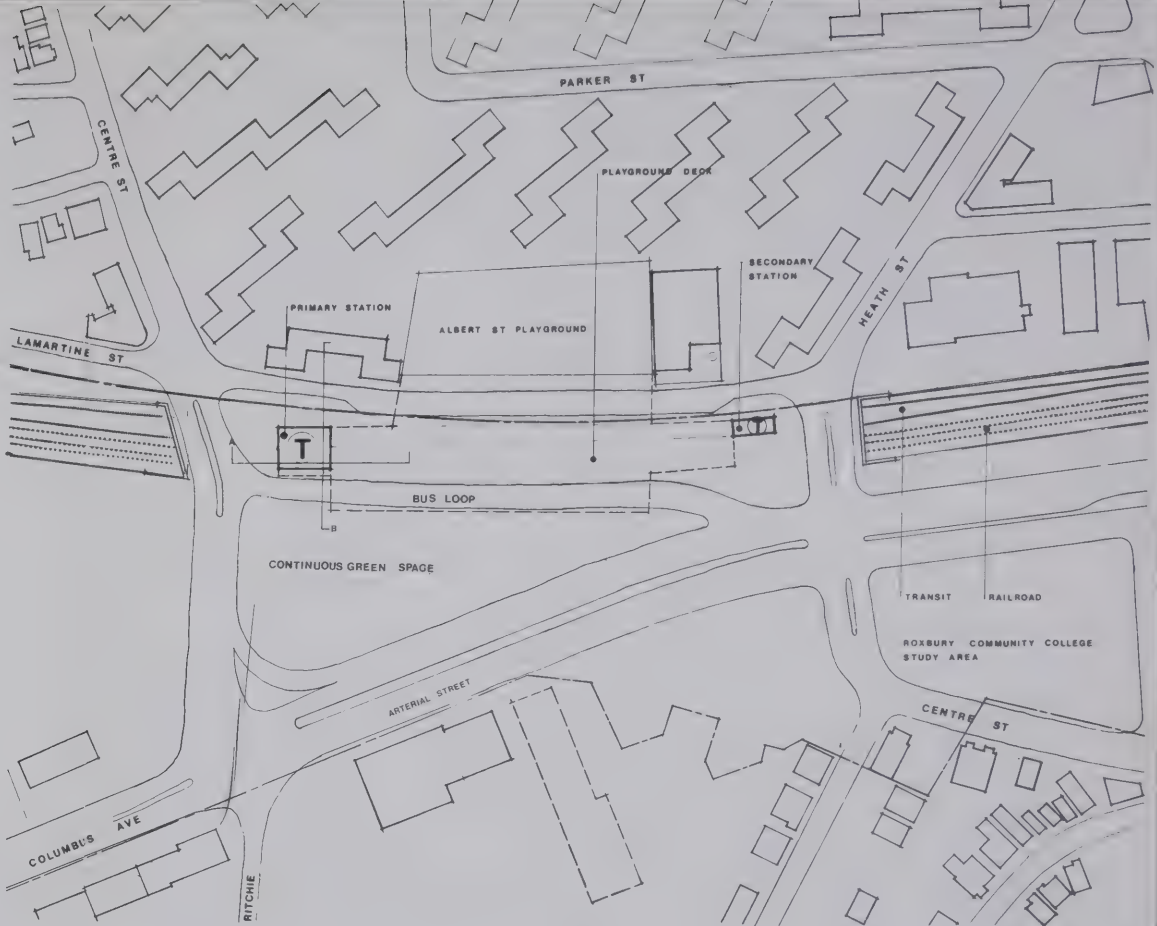 PARKER ST
CENTRE ST
PLAYGROUND DECK
SECONDARY
STATION
HEATH ST
PRIMARY STATION
ALBERT ST PLAYGROUND
LAMARTINE ST
T
T
A
BUS LOOP
B
CONTINUOUS GREEN SPACE
TRANSIT
RAILROAD
ROXBURY COMMUNITY COLLEGE
STUDY AREA
ARTERIAL STREET
CENTRE ST
COLUMBUS AVE
RITCHIE